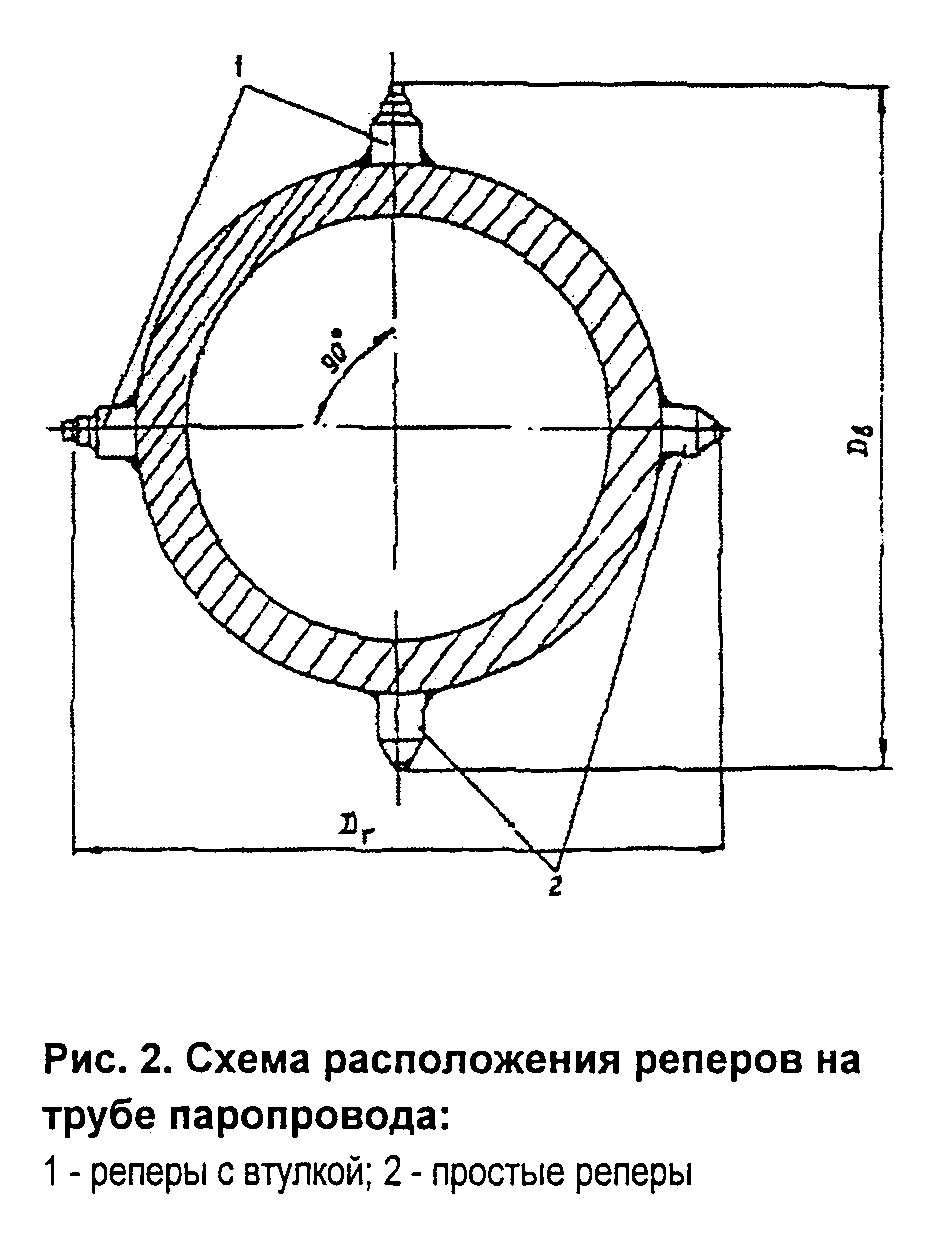 1
90°
Dв
Dг
2
Рис. 2. Схема расположения реперов на
трубе паропровода:
1 - реперы с втулкой; 2 - простые реперы